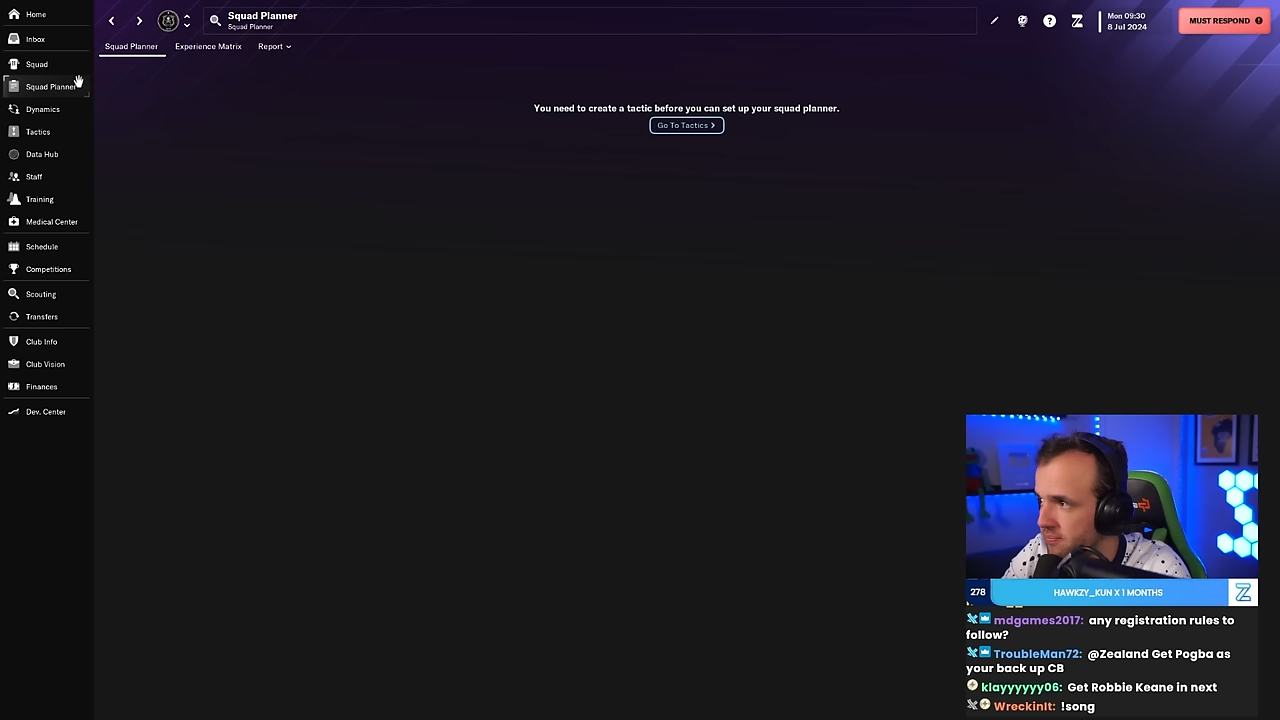 Home
Inbox
Squad
Squad Planner
Dynamics
Tactics
Data Hub
Staff
Training
Medical Center
Schedule
Competitions
Scouting
Transfers
Club Info
Club Vision
Finances
Dev. Center
Squad Planner
Squad Planner
Mon 09:30
8 Jul 2024
MUST RESPOND
Squad Planner
Experience Matrix
Report
You need to create a tactic before you can set up your squad planner.
Go To Tactics >
278
HAWKZY_KUN X 1 MONTHS
Z
mdgames2017: any registration rules to
follow?
TroubleMan72: @Zealand Get Pogba as
your back up CB
klayyyyyy06: Get Robbie Keane in next
WreckinIt: !song